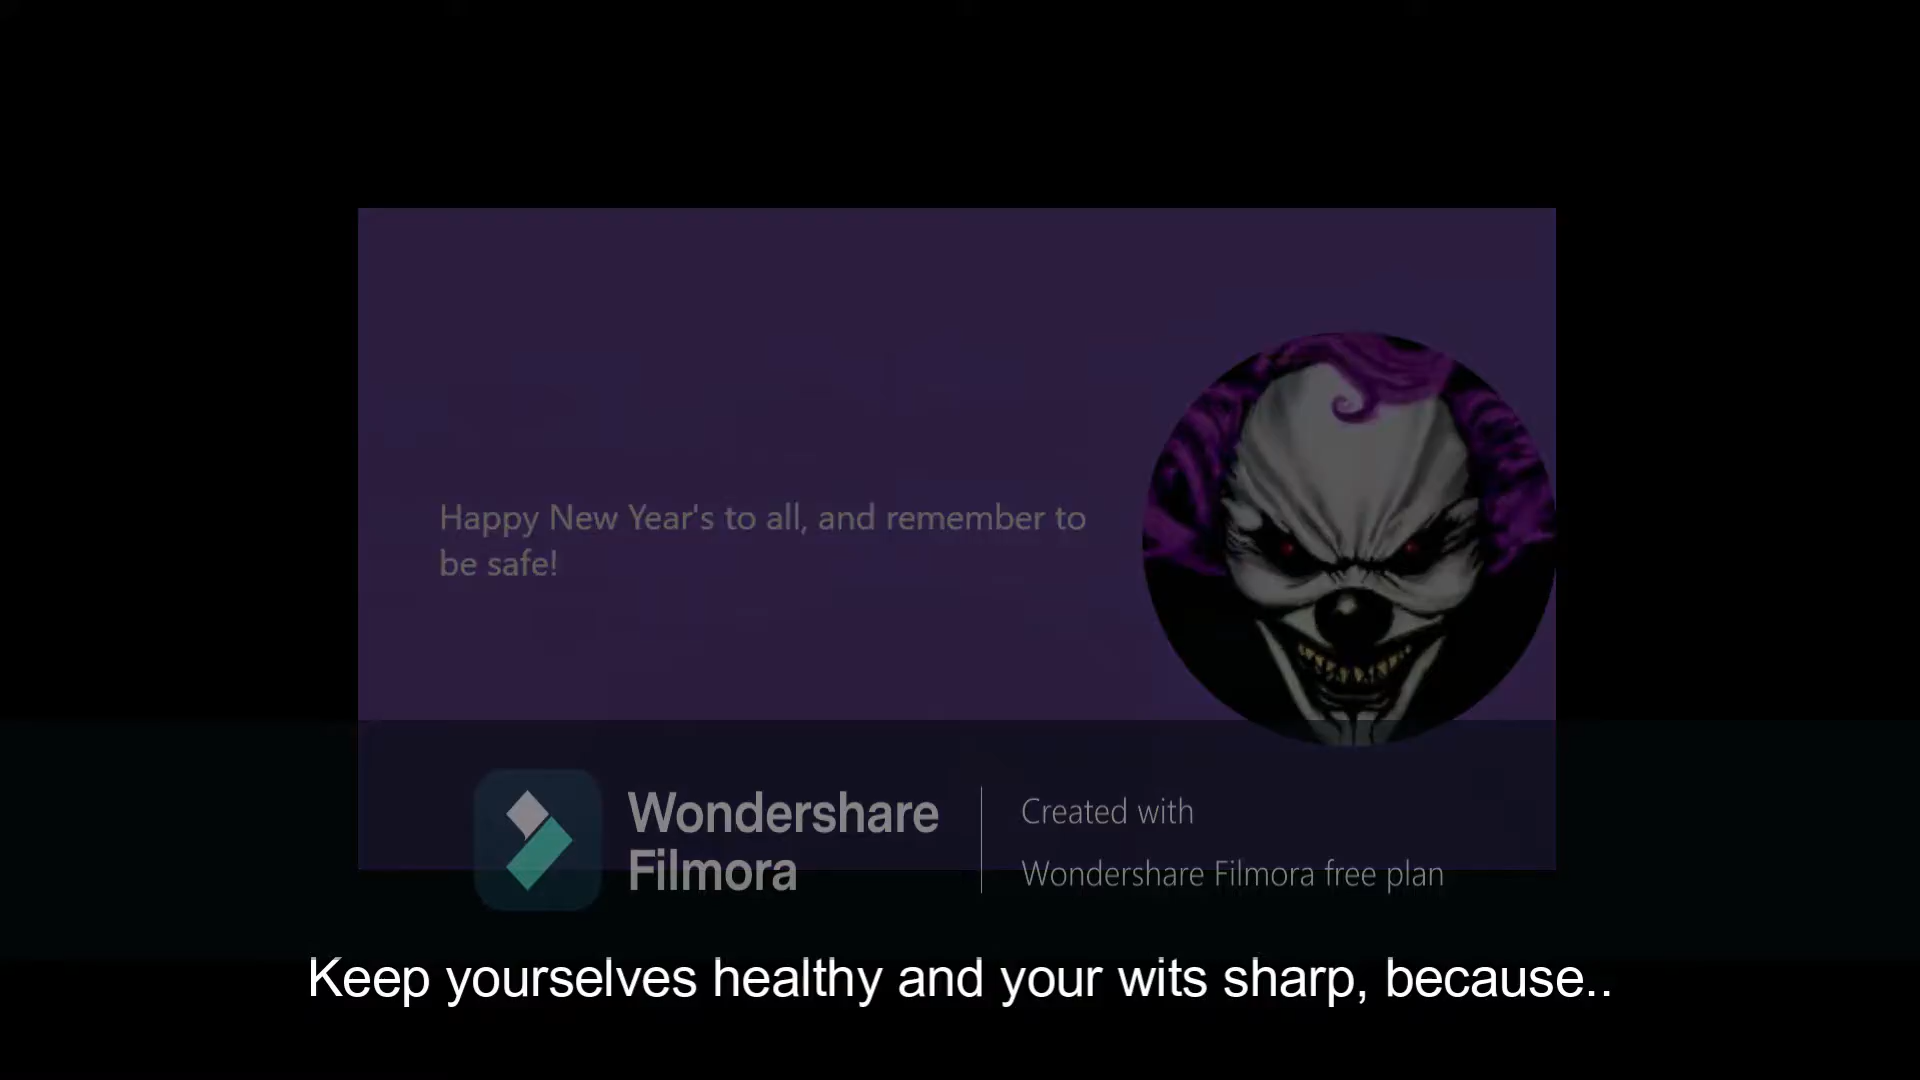 Happy New Year's to all, and remember to
be safe!
Wondershare
Filmora
Created with
Wondershare Filmora free plan
Keep yourselves healthy and your wits sharp, because..